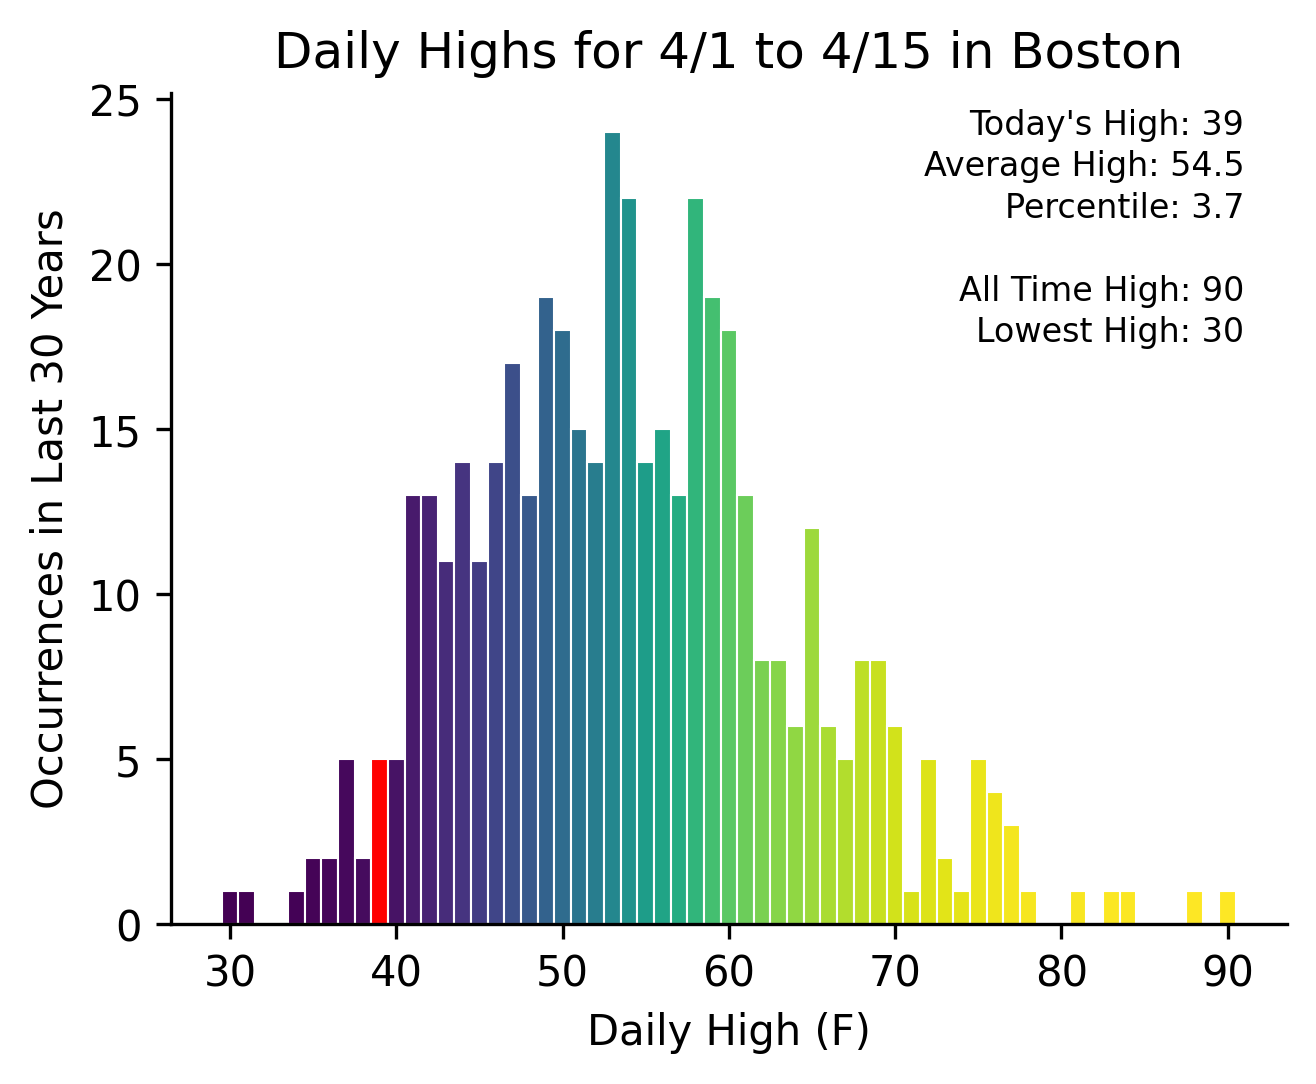 Daily Highs for 4/1 to 4/15 in Boston
Today's High: 39
Average High: 54.5
Percentile: 3.7
All Time High: 90
Lowest High: 30
Occurrences in Last 30 Years
25
20
15
10
5
0
30 40 50 60 70 80 90
Daily High (F)